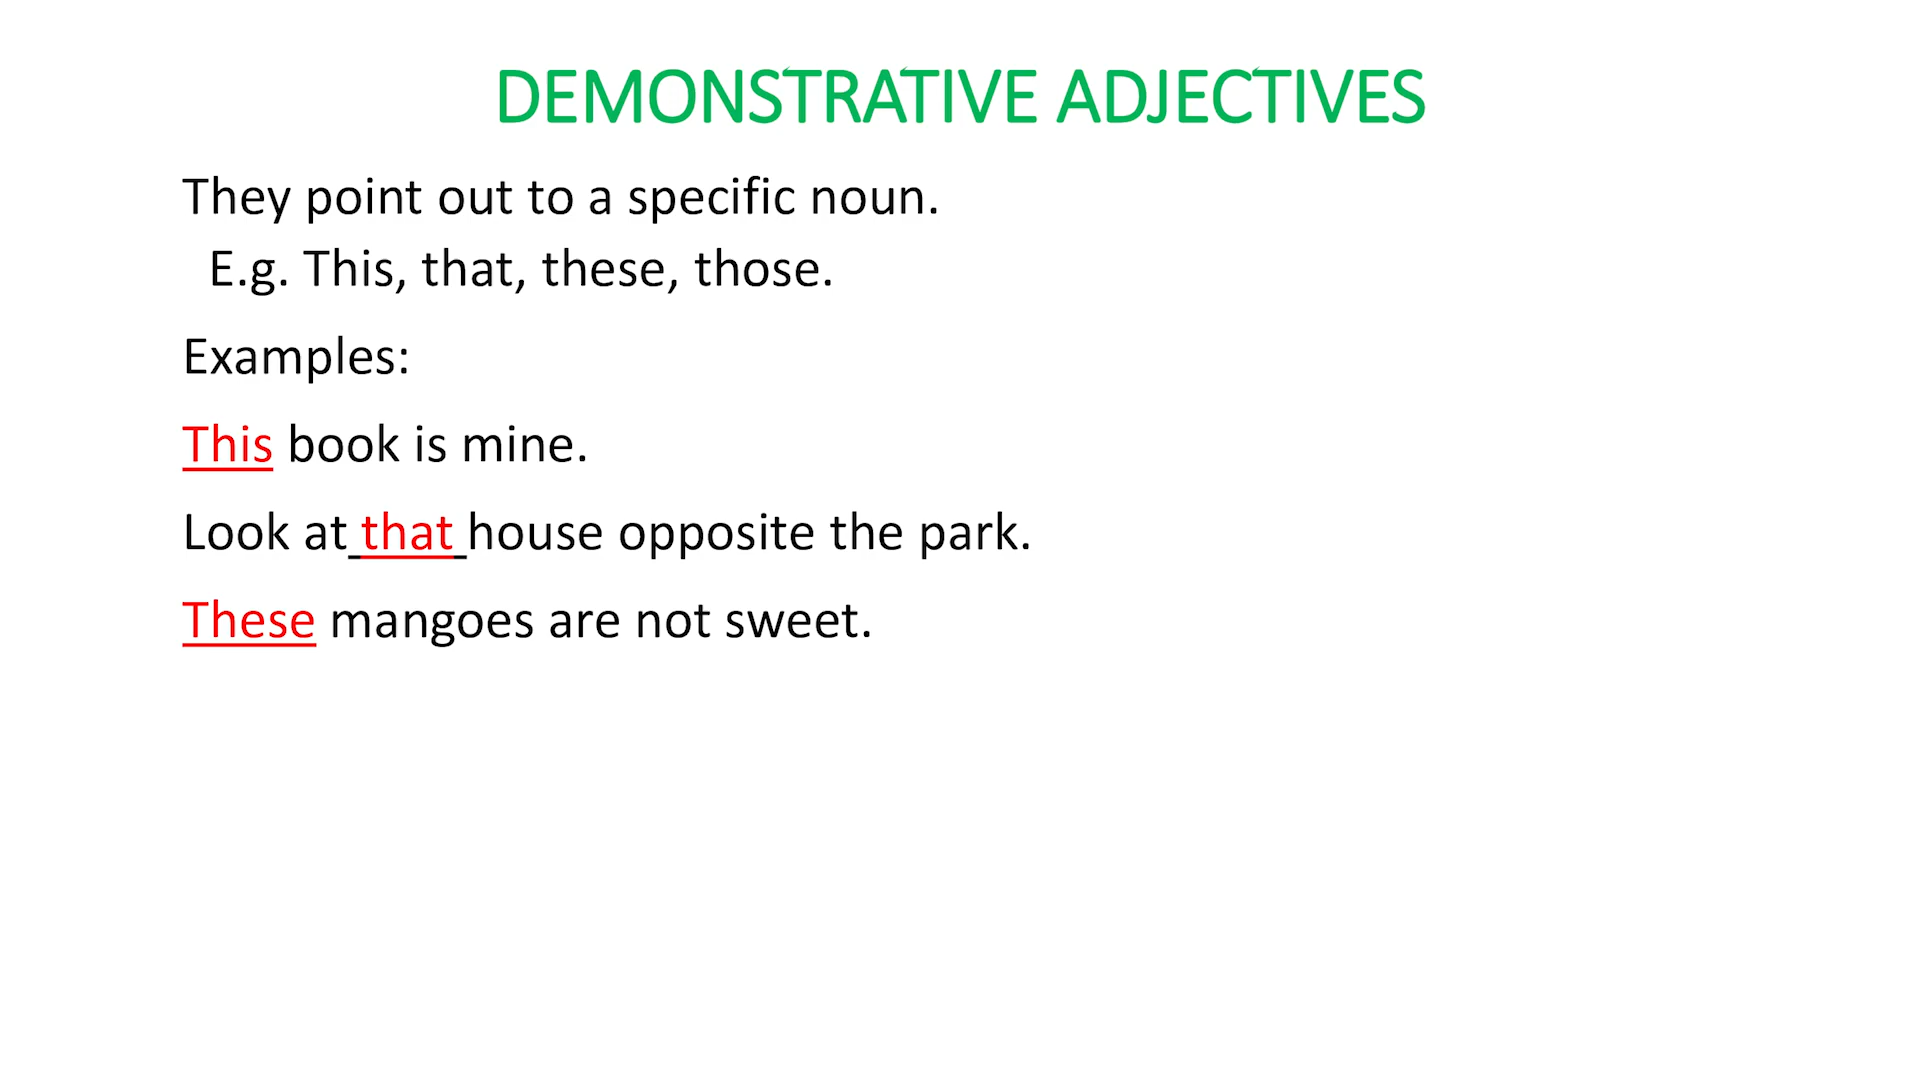 DEMONSTRATIVE ADJECTIVES
They point out to a specific noun.
E.g. This, that, these, those.
Examples:
This book is mine.
Look at that house opposite the park.
These mangoes are not sweet.